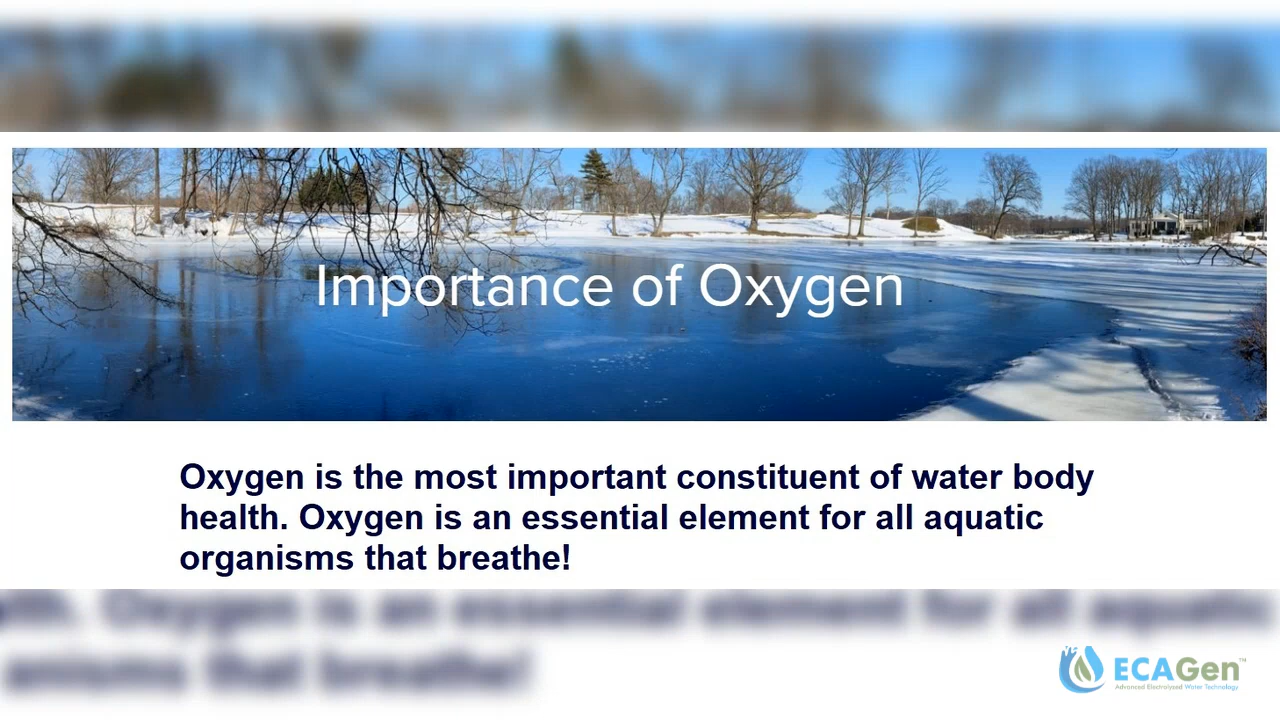 Importance of Oxygen
Oxygen is the most important constituent of water body
health. Oxygen is an essential element for all aquatic
organisms that breathe!
ECAGen™
Advanced Electrolysed Water Technology